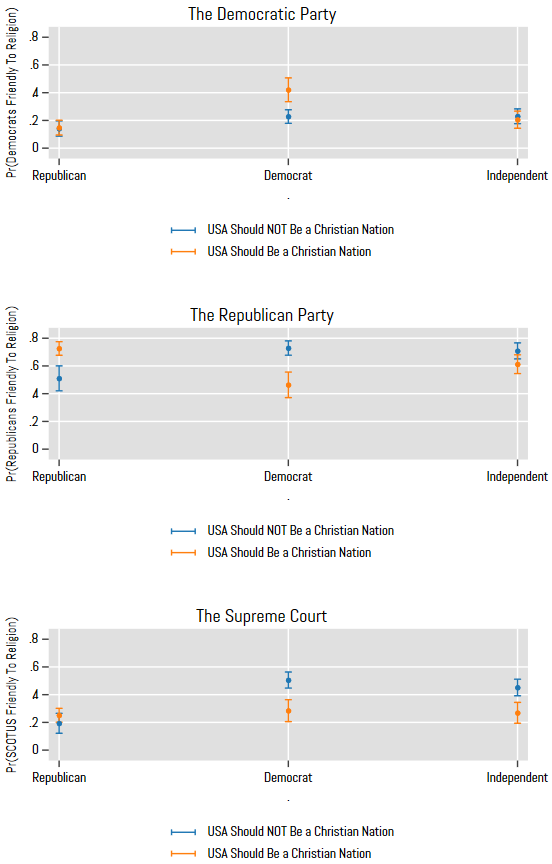 The Democratic Party
Pr(Democrats Friendly To Religion)
.8
.6
.4
.2
0
Republican Democrat Independent
.
USA Should NOT Be a Christian Nation
USA Should Be a Christian Nation
The Republican Party
Pr(Republicans Friendly To Religion)
.8
.6
.4
.2
0
Republican Democrat Independent
.
USA Should NOT Be a Christian Nation
USA Should Be a Christian Nation
The Supreme Court
Pr(SCOTUS Friendly To Religion)
.8
.6
.4
.2
0
Republican Democrat Independent
.
USA Should NOT Be a Christian Nation
USA Should Be a Christian Nation